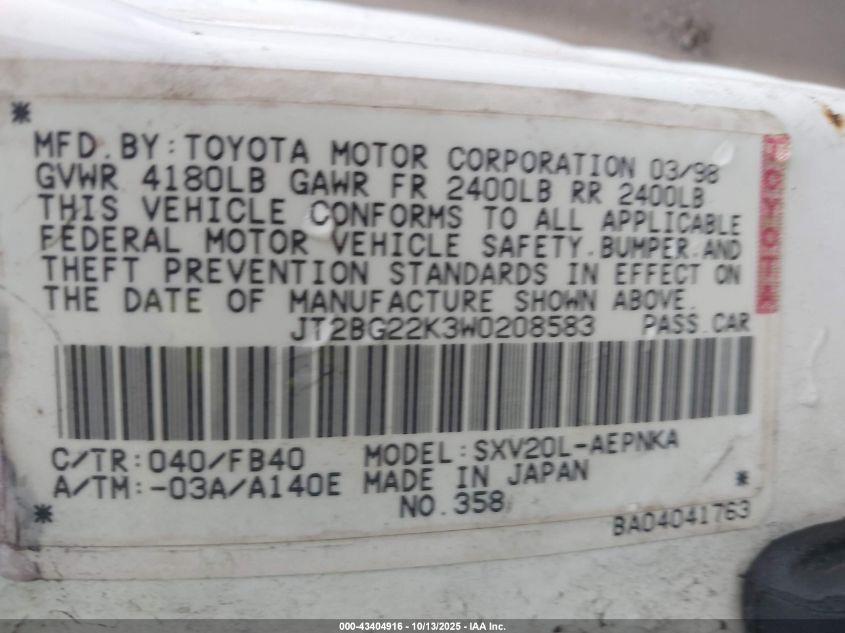 MFD. BY: TOYOTA MOTOR CORPORATION 03/98
GVWR 4180LB GAWR FR 2400LB RR 2400LB
THIS VEHICLE CONFORMS TO ALL APPLICABLE
FEDERAL MOTOR VEHICLE SAFETY. BUMPER. AND
THEFT PREVENTION STANDARDS IN EFFECT ON
THE DATE OF MANUFACTURE SHOWN ABOVE.
JT2BG22K3W0208583 PASS. CAR
TOYOTA
C/TR: 040/FB40 MODEL: SXV20L-AEPNKA
A/TM: -03A/A140E MADE IN JAPAN
NO. 358
BA04041763
000-43404916 - 10/13/2025 - IAA Inc.